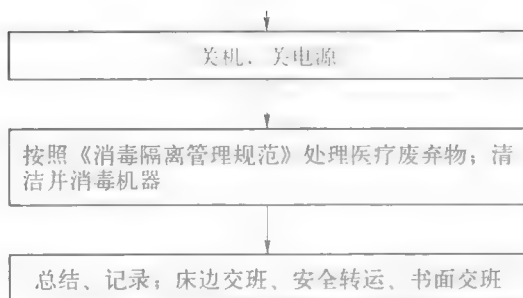 关机、关电源
按照《消毒隔离管理规范》处理医疗废弃物；清
洁并消毒机器
总结、记录；床边交班、安全转运、书面交班